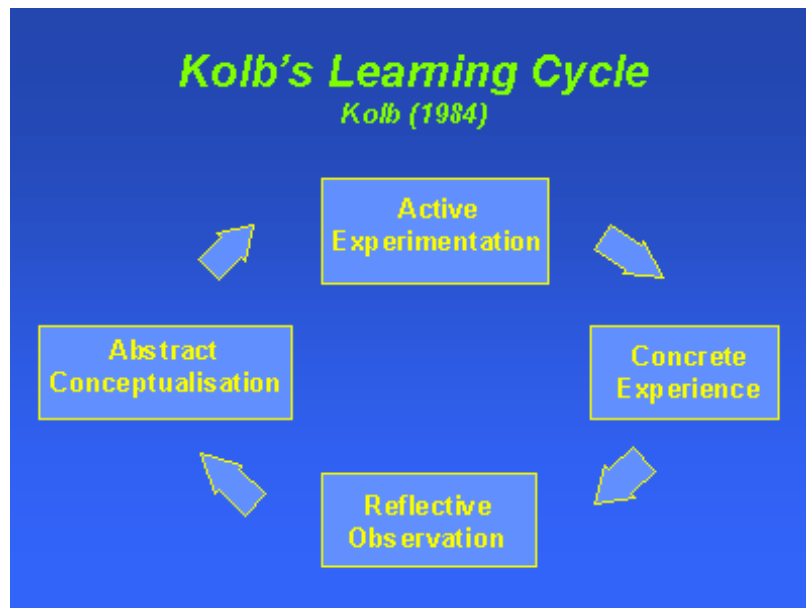 Kolb's Learning Cycle
Kolb (1984)
Active
Experimentation
Abstract
Conceptualisation
Concrete
Experience
Reflective
Observation